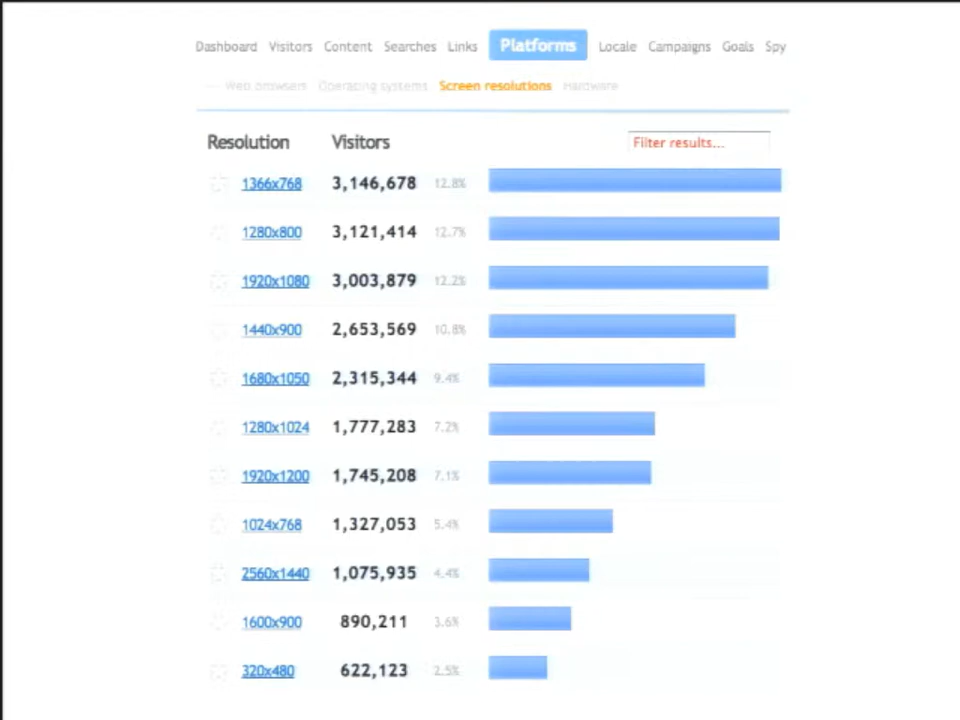 Dashboard Visitors Content Searches Links Platforms Locale Campaigns Goals Spy
Web browsers Operating systems Screen resolutions Hardware
Resolution Visitors Filter results...
1366x768 3,146,678 12.8%
1280x800 3,121,414 12.7%
1920x1080 3,003,879 12.2%
1440x900 2,653,569 10.8%
1680x1050 2,315,344 9.4%
1280x1024 1,777,283 7.2%
1920x1200 1,745,208 7.1%
1024x768 1,327,053 5.4%
2560x1440 1,075,935 4.4%
1600x900 890,211 3.6%
320x480 622,123 2.5%